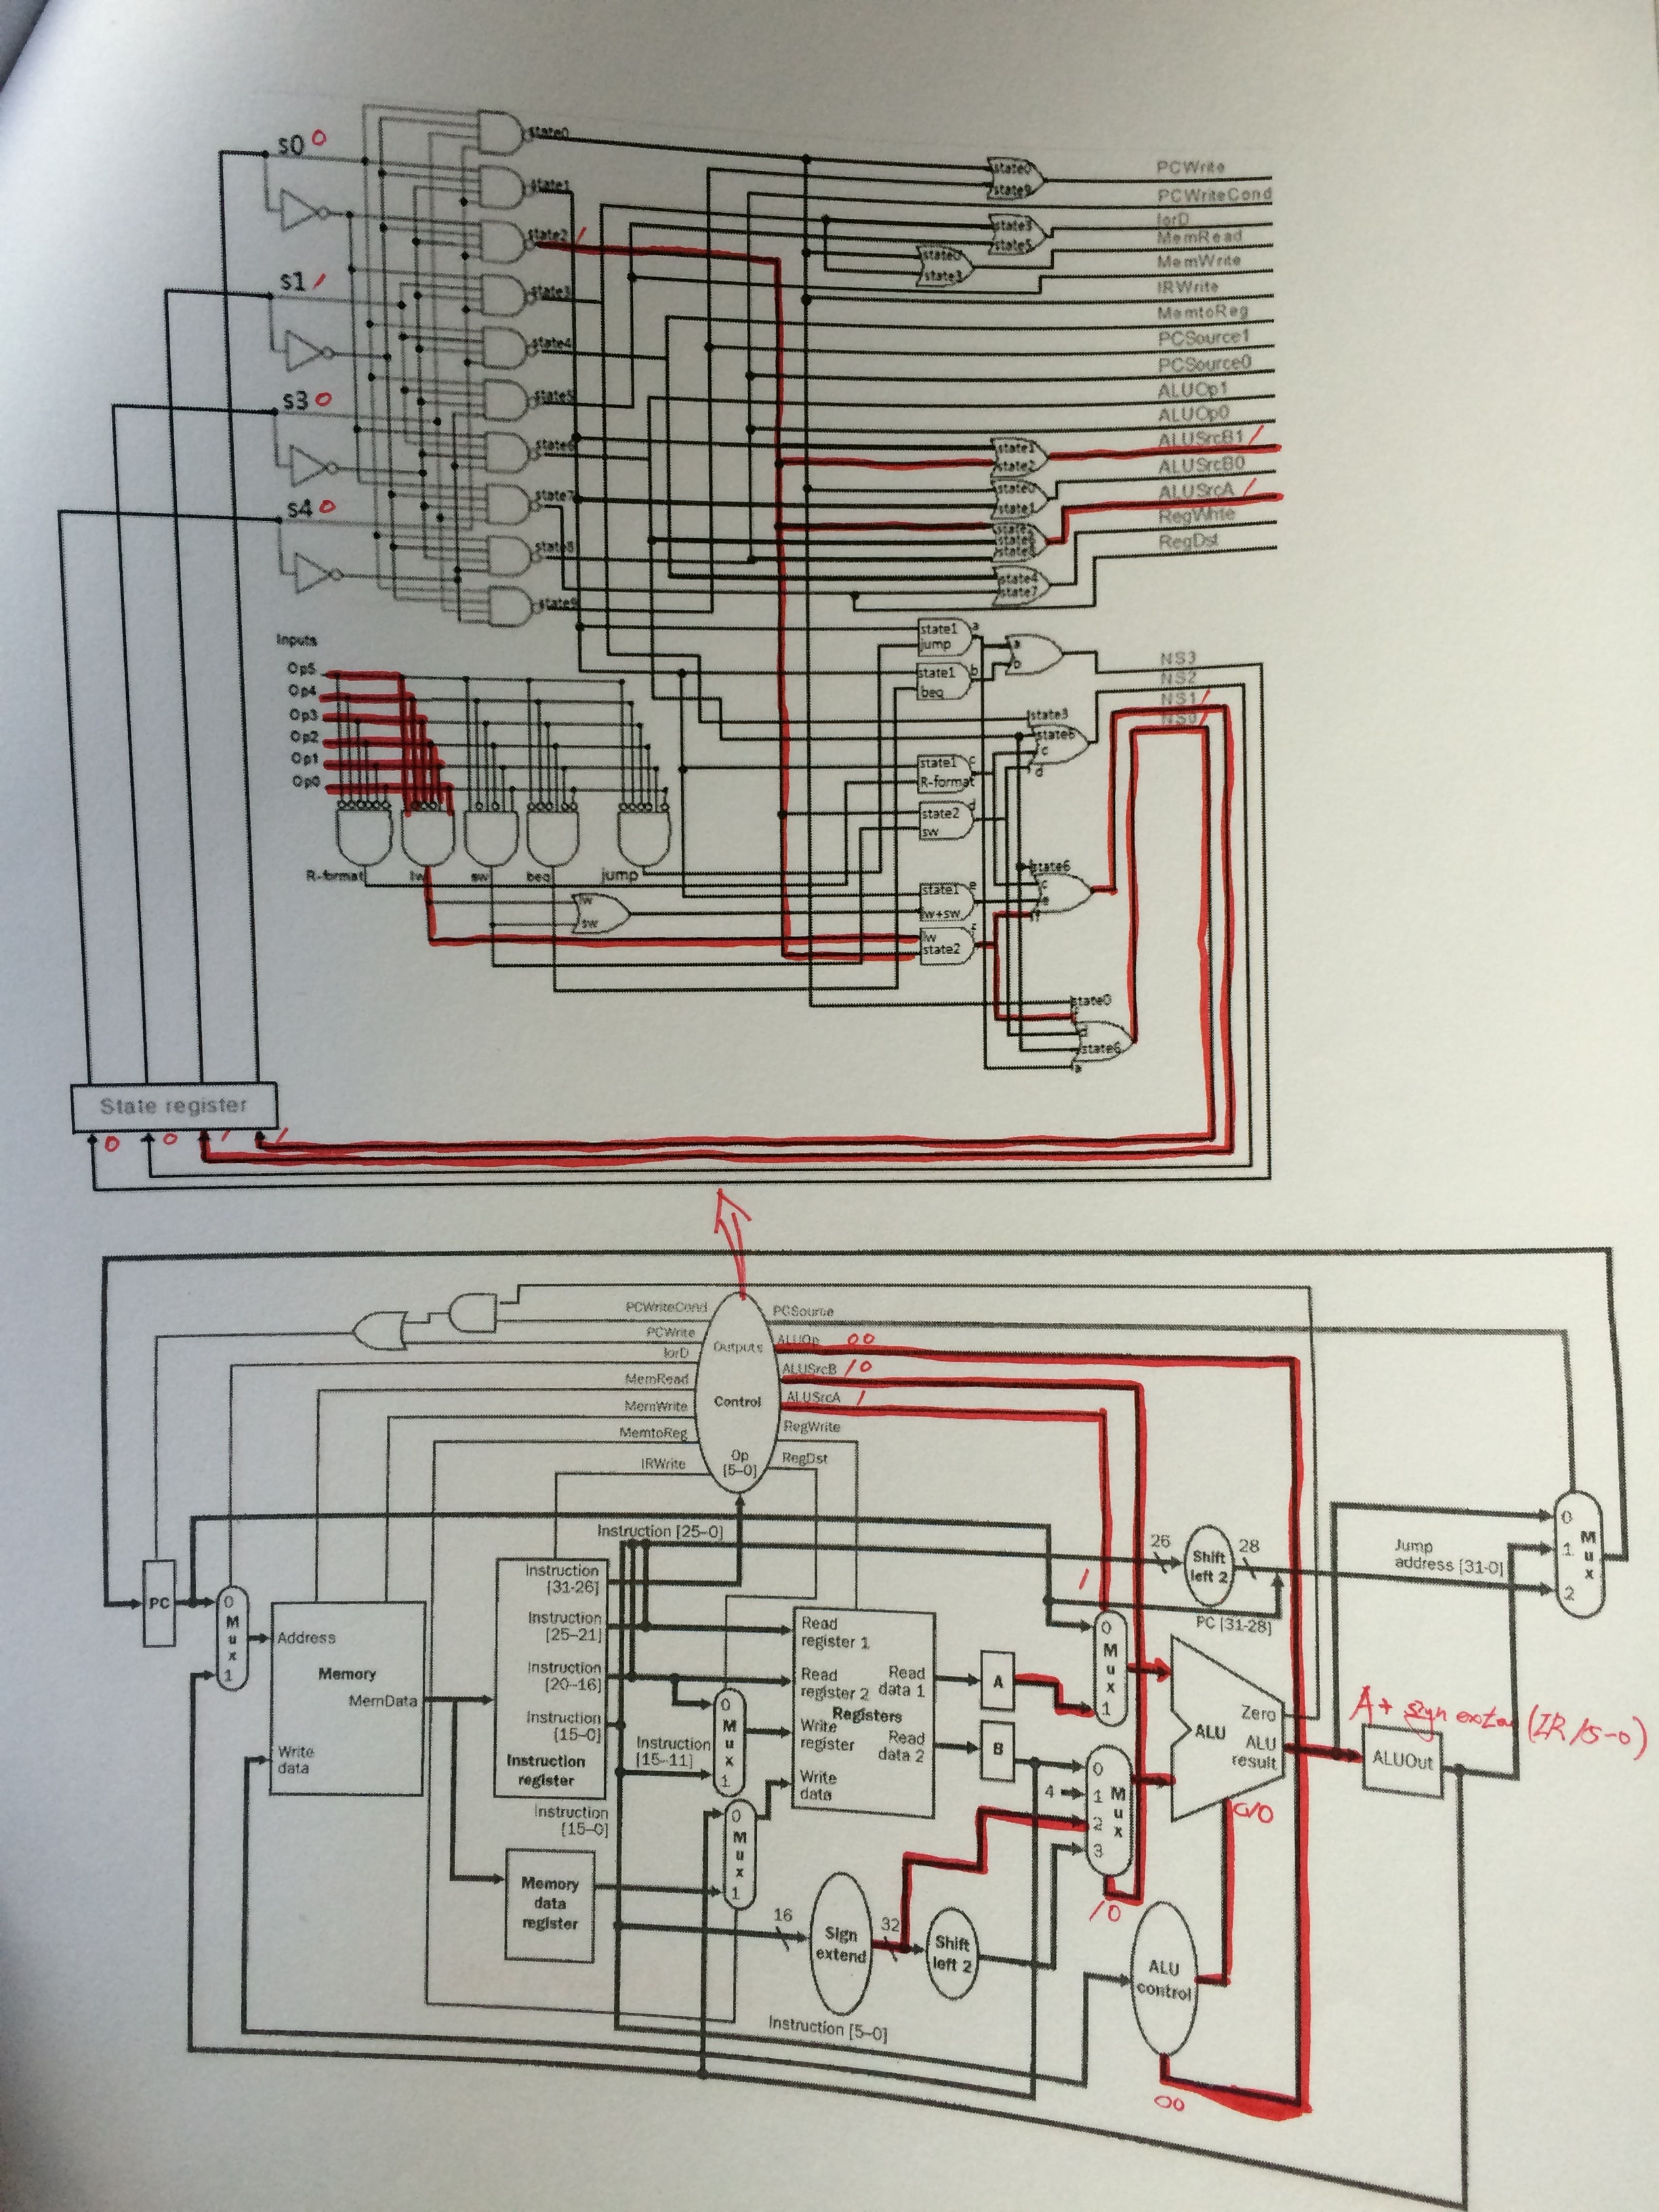 s0 0
s1 1
s3 0
s4 0
state0
state1
state2 1
state3
state4
state5
state6
state7
state8
state9
state0
state9
state3
state5
state0
state3
state1
state2
state0
state1
state2
state6
state8
state4
state7
PCWrite
PCWriteCond
IorD
MemRead
MemWrite
IRWrite
MemtoReg
PCSource1
PCSource0
ALUOp1
ALUOp0
ALUSrcB1 1
ALUSrcB0
ALUSrcA 1
RegWrite
RegDst
Inputs
Op5
Op4
Op3
Op2
Op1
Op0
R-format
lw
sw
beq
jump
lw
sw
state1 a
jump
state1 b
beq
state1 c
R-format
state2 d
sw
state1 e
lw+sw
lw f
state2
a
b
state3
state6
c
d
state6
c
e
f
state0
d
state6
a
NS3
NS2
NS1 1
NS0 1
State register
0 0 1 1
PCWriteCond
PCWrite
IorD
MemRead
MemWrite
MemtoReg
IRWrite
Outputs
Control
Op
[5–0]
PCSource
ALUOp 00
ALUSrcB 10
ALUSrcA 1
RegWrite
RegDst
PC
0
M
u
x
1
Address
Memory
MemData
Write
data
Instruction [25–0]
Instruction
[31-26]
Instruction
[25–21]
Instruction
[20–16]
Instruction
[15–0]
Instruction
register
Instruction
[15–0]
Memory
data
register
Instruction
[15–11]
0
M
u
x
1
0
M
u
x
1
Read
register 1
Read
register 2
Write
register
Write
data
Registers
Read
data 1
Read
data 2
A
B
16
Sign
extend
32
Shift
left 2
Instruction [5–0]
4
1
0
M
u
x
1
0
1
2
3
M
u
x
10
26
Shift
left 2
28
Jump
address [31-0]
PC [31-28]
Zero
ALU
ALU
result
010
ALU
control
00
ALUOut
A + sign exten (IR 15-0)
0
1
2
M
u
x